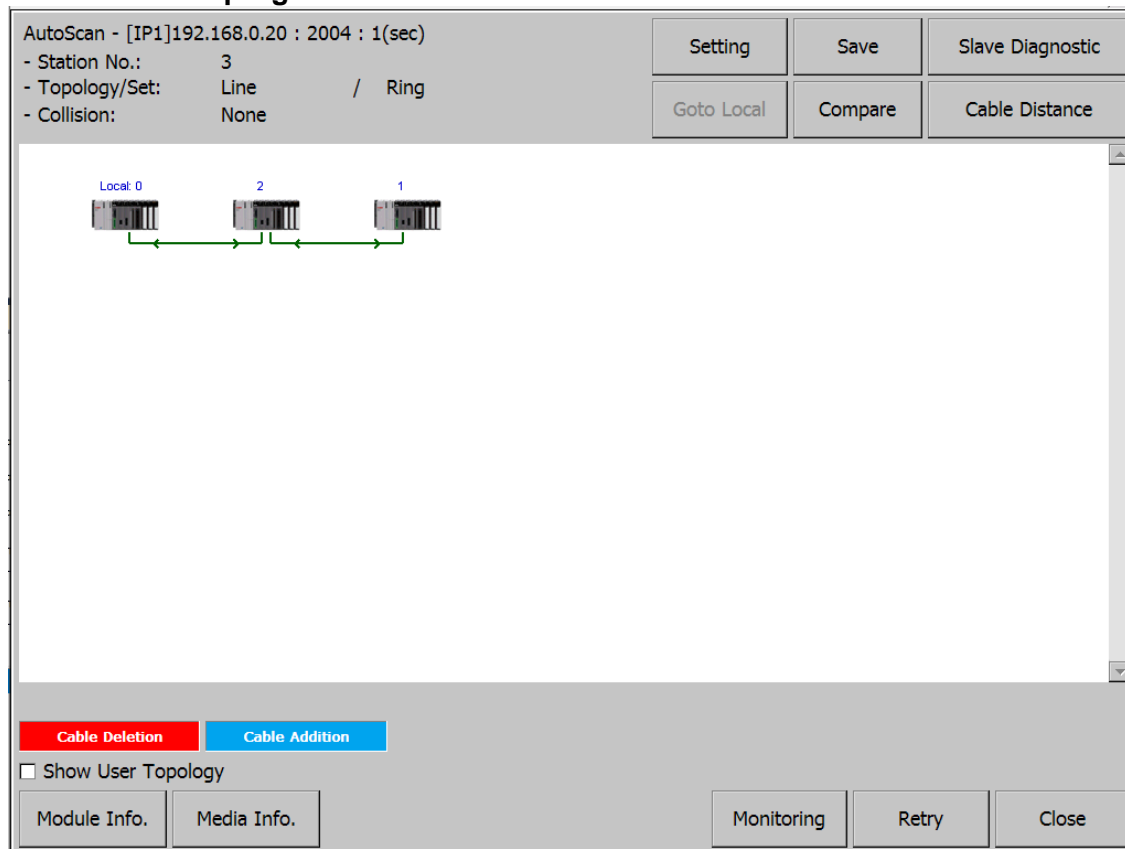 AutoScan - [IP1]192.168.0.20 : 2004 : 1(sec)
- Station No.: 3
- Topology/Set: Line / Ring
- Collision: None
Setting Save Slave Diagnostic
Goto Local Compare Cable Distance
Local: 0 2 1
Cable Deletion Cable Addition
Show User Topology
Module Info. Media Info. Monitoring Retry Close